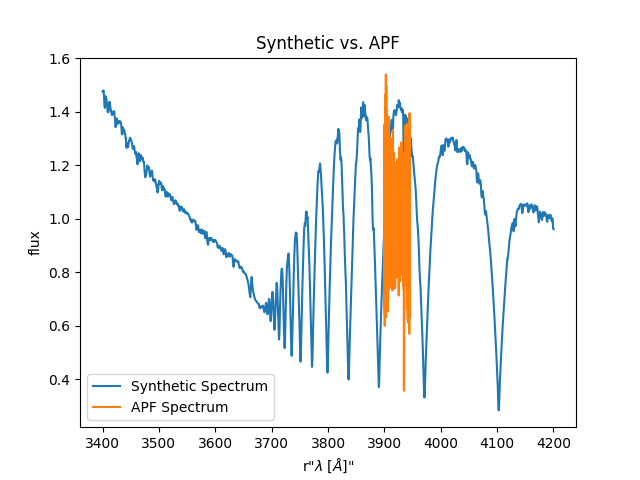 Synthetic vs. APF
1.6
1.4
1.2
1.0
0.8
0.6
0.4
flux
Synthetic Spectrum
APF Spectrum
3400 3500 3600 3700 3800 3900 4000 4100 4200
r"λ [Å]"